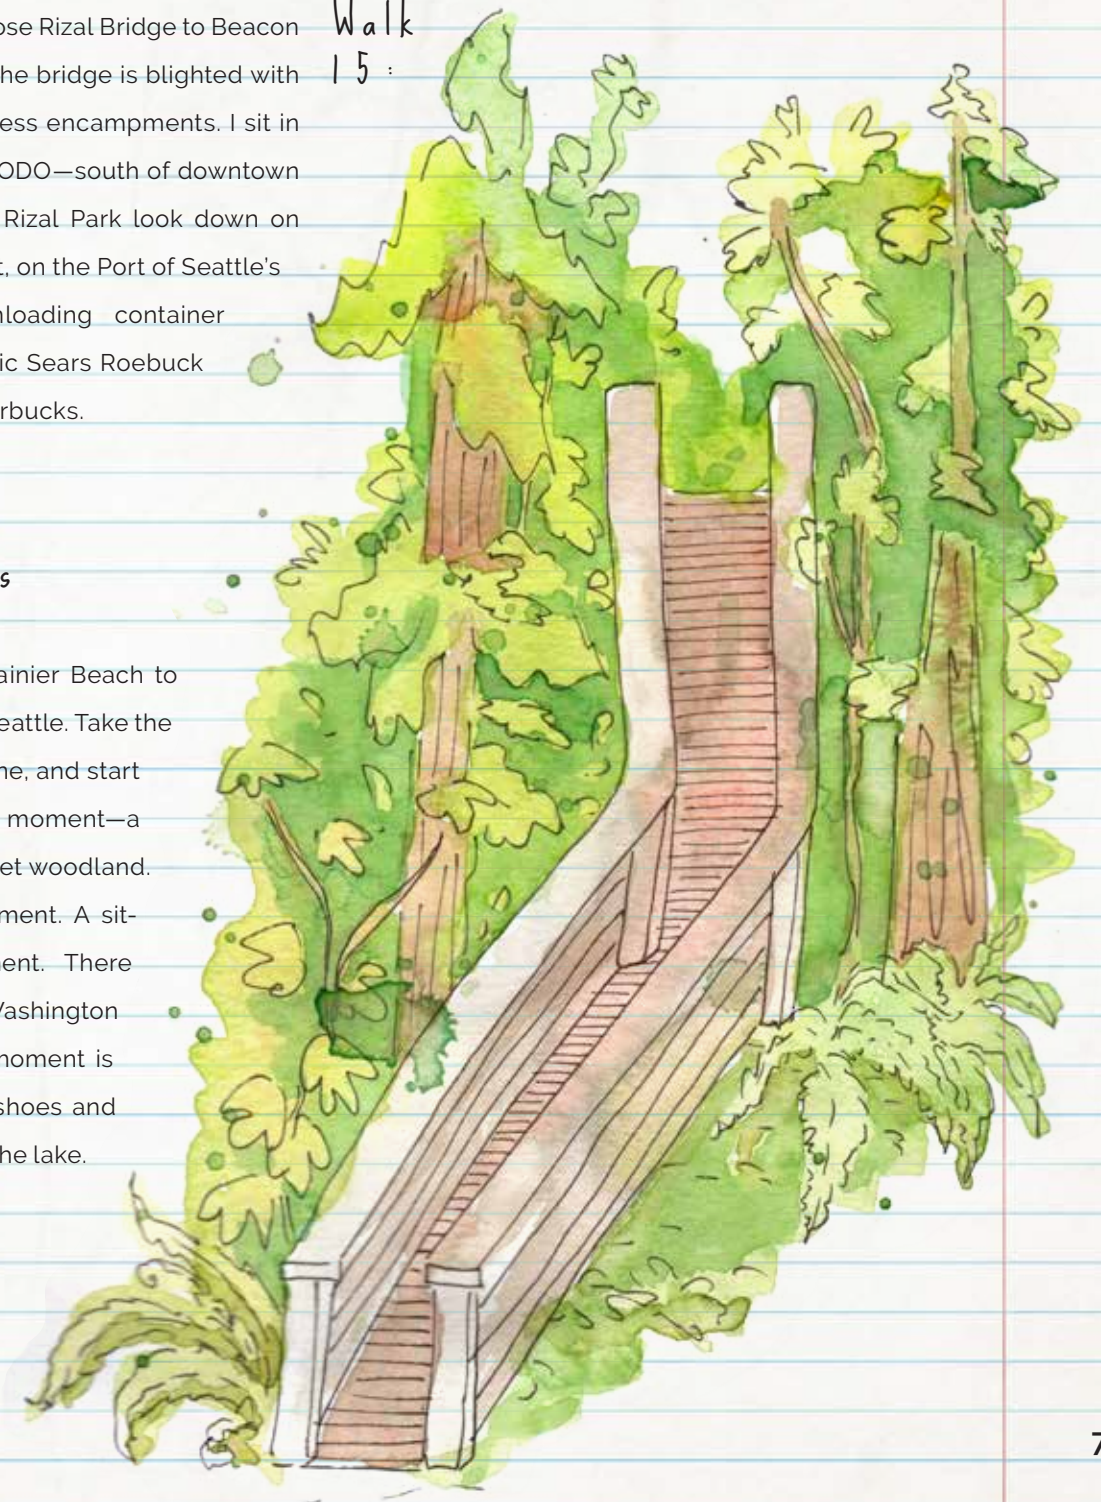 ose Rizal Bridge to Beacon
he bridge is blighted with
ess encampments. I sit in
ODO—south of downtown
Rizal Park look down on
t, on the Port of Seattle's
nloading container
ic Sears Roebuck
rbucks.
Walk
15:
s
ainier Beach to
eattle. Take the
ne, and start
moment—a
et woodland.
ment. A sit-
ent. There
Washington
moment is
shoes and
he lake.
7